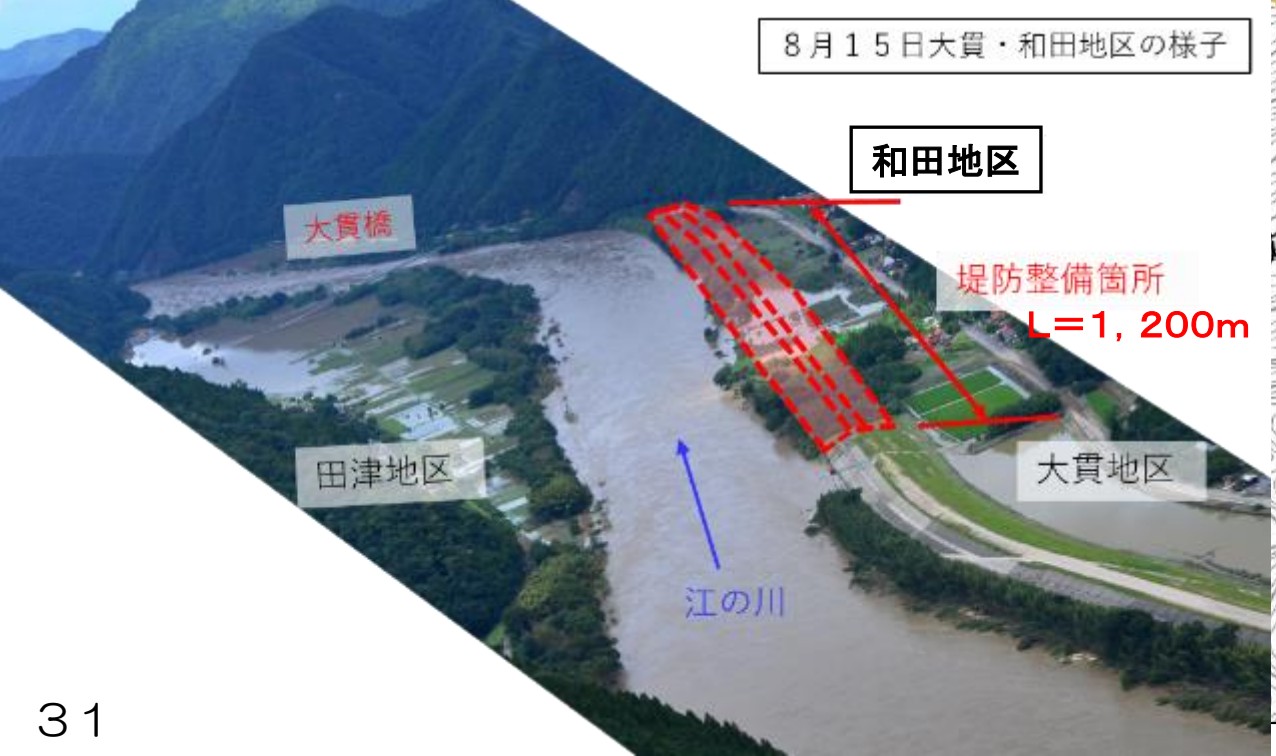 8月15日大貫・和田地区の様子
和田地区
大貫橋
堤防整備箇所
L=1,200m
田津地区
大貫地区
江の川
31